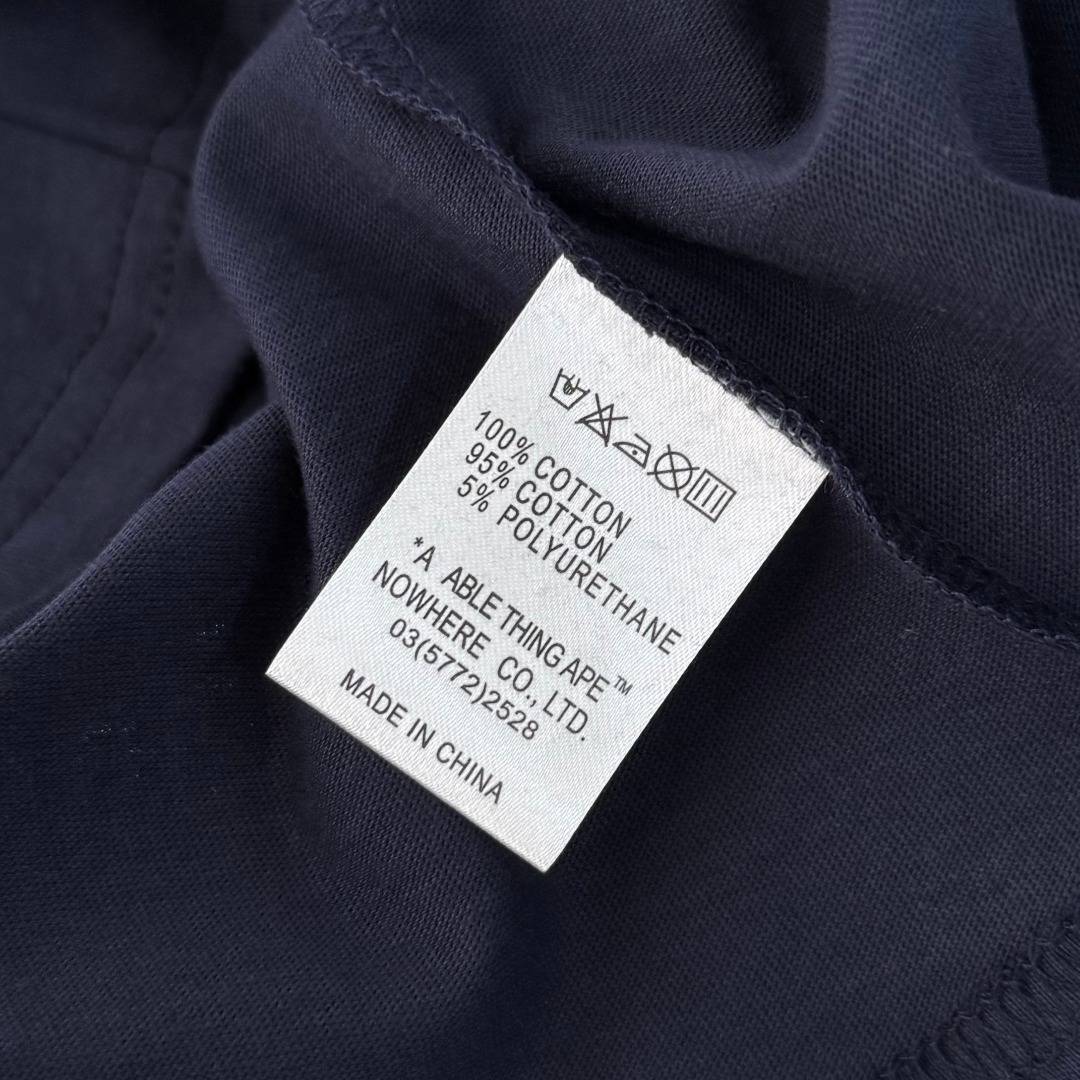 100% COTTON
95% COTTON
5% POLYURETHANE
*A ABLE THING APE™
NOWHERE CO., LTD.
03(5772)2528
MADE IN CHINA